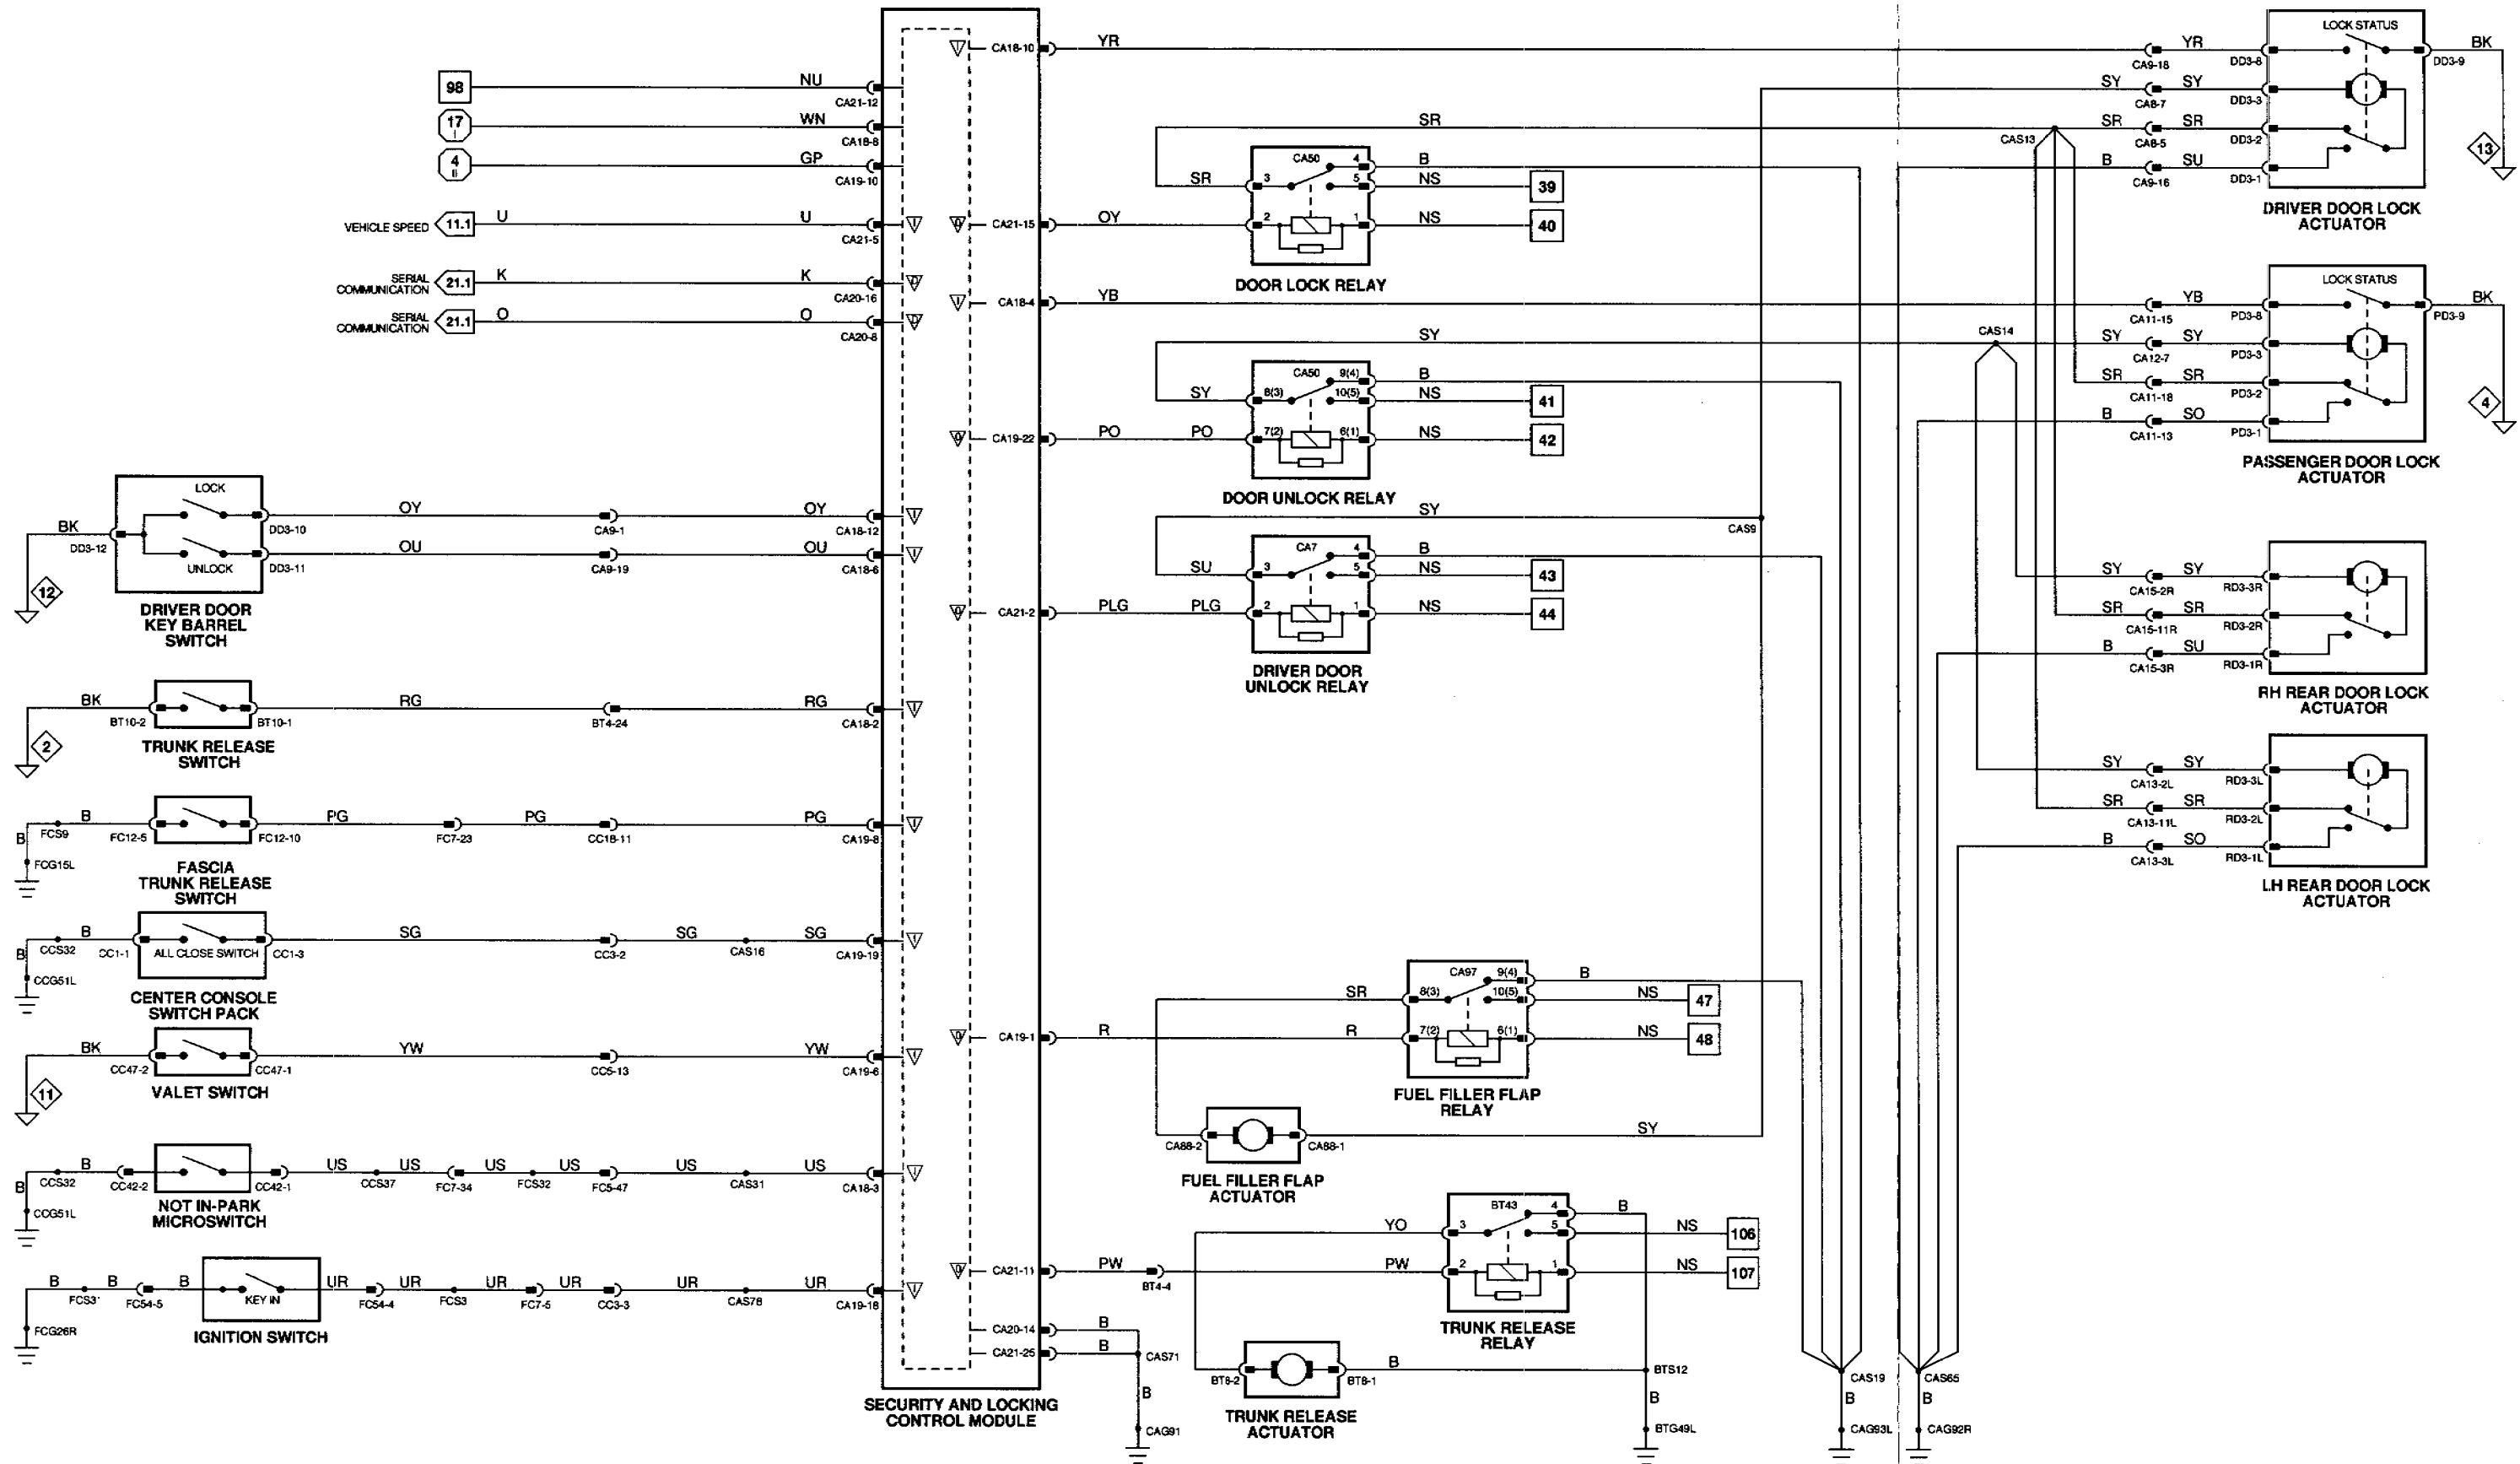 98
NU
CA21-12
17
I
WN
CA18-8
4
II
GP
CA19-10
VEHICLE SPEED
11.1
U
U
CA21-5
SERIAL
COMMUNICATION
21.1
K
K
CA20-16
SERIAL
COMMUNICATION
21.1
O
O
CA20-8
BK
DD3-12
12
LOCK
UNLOCK
DD3-10
DD3-11
OY
CA9-1
OY
CA18-12
OU
CA9-19
OU
CA18-6
DRIVER DOOR
KEY BARREL
SWITCH
BK
BT10-2
2
BT10-1
RG
BT4-24
RG
CA18-2
TRUNK RELEASE
SWITCH
B
FCS9
B
FCG15L
FC12-5
FC12-10
PG
FC7-23
PG
CC18-11
PG
CA19-8
FASCIA
TRUNK RELEASE
SWITCH
B
CCS32
B
CCG51L
CC1-1
ALL CLOSE SWITCH
CC1-3
SG
CC3-2
SG
CAS16
SG
CA19-19
CENTER CONSOLE
SWITCH PACK
BK
CC47-2
11
CC47-1
YW
CC5-13
YW
CA19-6
VALET SWITCH
B
CCS32
B
CCG51L
CC42-2
CC42-1
US
CCS37
US
FC7-34
US
FCS32
US
FC5-47
US
CAS31
US
CA18-3
NOT IN-PARK
MICROSWITCH
B
FCS3
B
FC54-5
B
FCG26R
KEY IN
UR
FC54-4
UR
FCS3
UR
FC7-5
UR
CC3-3
UR
CAS78
UR
CA19-18
IGNITION SWITCH
CA18-10
CA21-15
CA18-4
CA19-22
CA21-2
CA19-1
CA21-11
CA20-14
CA21-25
SECURITY AND LOCKING
CONTROL MODULE
B
B
CAS71
B
CAG91
YR
SR
SR
CA50
3
4
5
2
1
B
NS
39
OY
NS
40
DOOR LOCK RELAY
YB
SY
SY
CA50
8(3)
9(4)
10(5)
7(2)
6(1)
B
NS
41
PO
PO
NS
42
DOOR UNLOCK RELAY
SY
CAS9
SU
CA7
3
4
5
2
1
B
NS
43
PLG
PLG
NS
44
DRIVER DOOR
UNLOCK RELAY
SR
CA97
8(3)
9(4)
10(5)
7(2)
6(1)
B
NS
47
R
R
NS
48
FUEL FILLER FLAP
RELAY
CA88-2
CA88-1
SY
FUEL FILLER FLAP
ACTUATOR
YO
BT43
3
4
5
2
1
B
NS
106
PW
BT4-4
PW
NS
107
TRUNK RELEASE
RELAY
BT8-2
BT8-1
B
BTS12
B
BTG49L
TRUNK RELEASE
ACTUATOR
CAS19
B
CAG93L
CAS65
B
CAG92R
CAS13
CAS14
CA9-18
YR
DD3-8
SY
CA8-7
SY
DD3-3
SR
CA8-5
SR
DD3-2
B
CA9-16
SU
DD3-1
LOCK STATUS
DD3-9
BK
13
DRIVER DOOR LOCK
ACTUATOR
CA11-15
YB
PD3-8
SY
CA12-7
SY
PD3-3
SR
CA11-18
SR
PD3-2
B
CA11-13
SO
PD3-1
LOCK STATUS
PD3-9
BK
4
PASSENGER DOOR LOCK
ACTUATOR
SY
CA15-2R
SY
RD3-3R
SR
CA15-11R
SR
RD3-2R
B
CA15-3R
SU
RD3-1R
RH REAR DOOR LOCK
ACTUATOR
SY
CA13-2L
SY
RD3-3L
SR
CA13-11L
SR
RD3-2L
B
CA13-3L
SO
RD3-1L
LH REAR DOOR LOCK
ACTUATOR